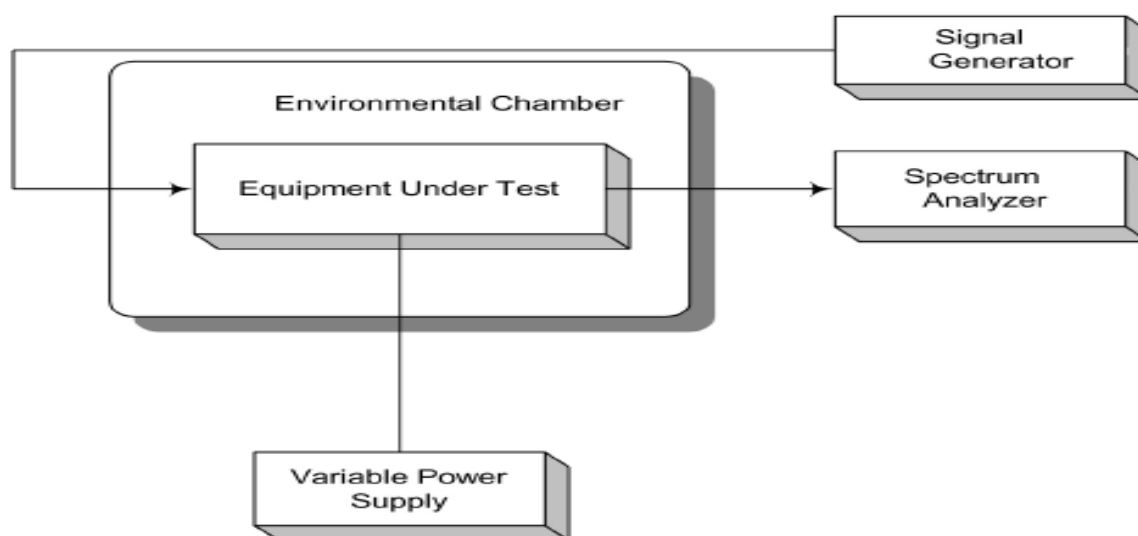 Signal
Generator
Environmental Chamber
Equipment Under Test
Spectrum
Analyzer
Variable Power
Supply